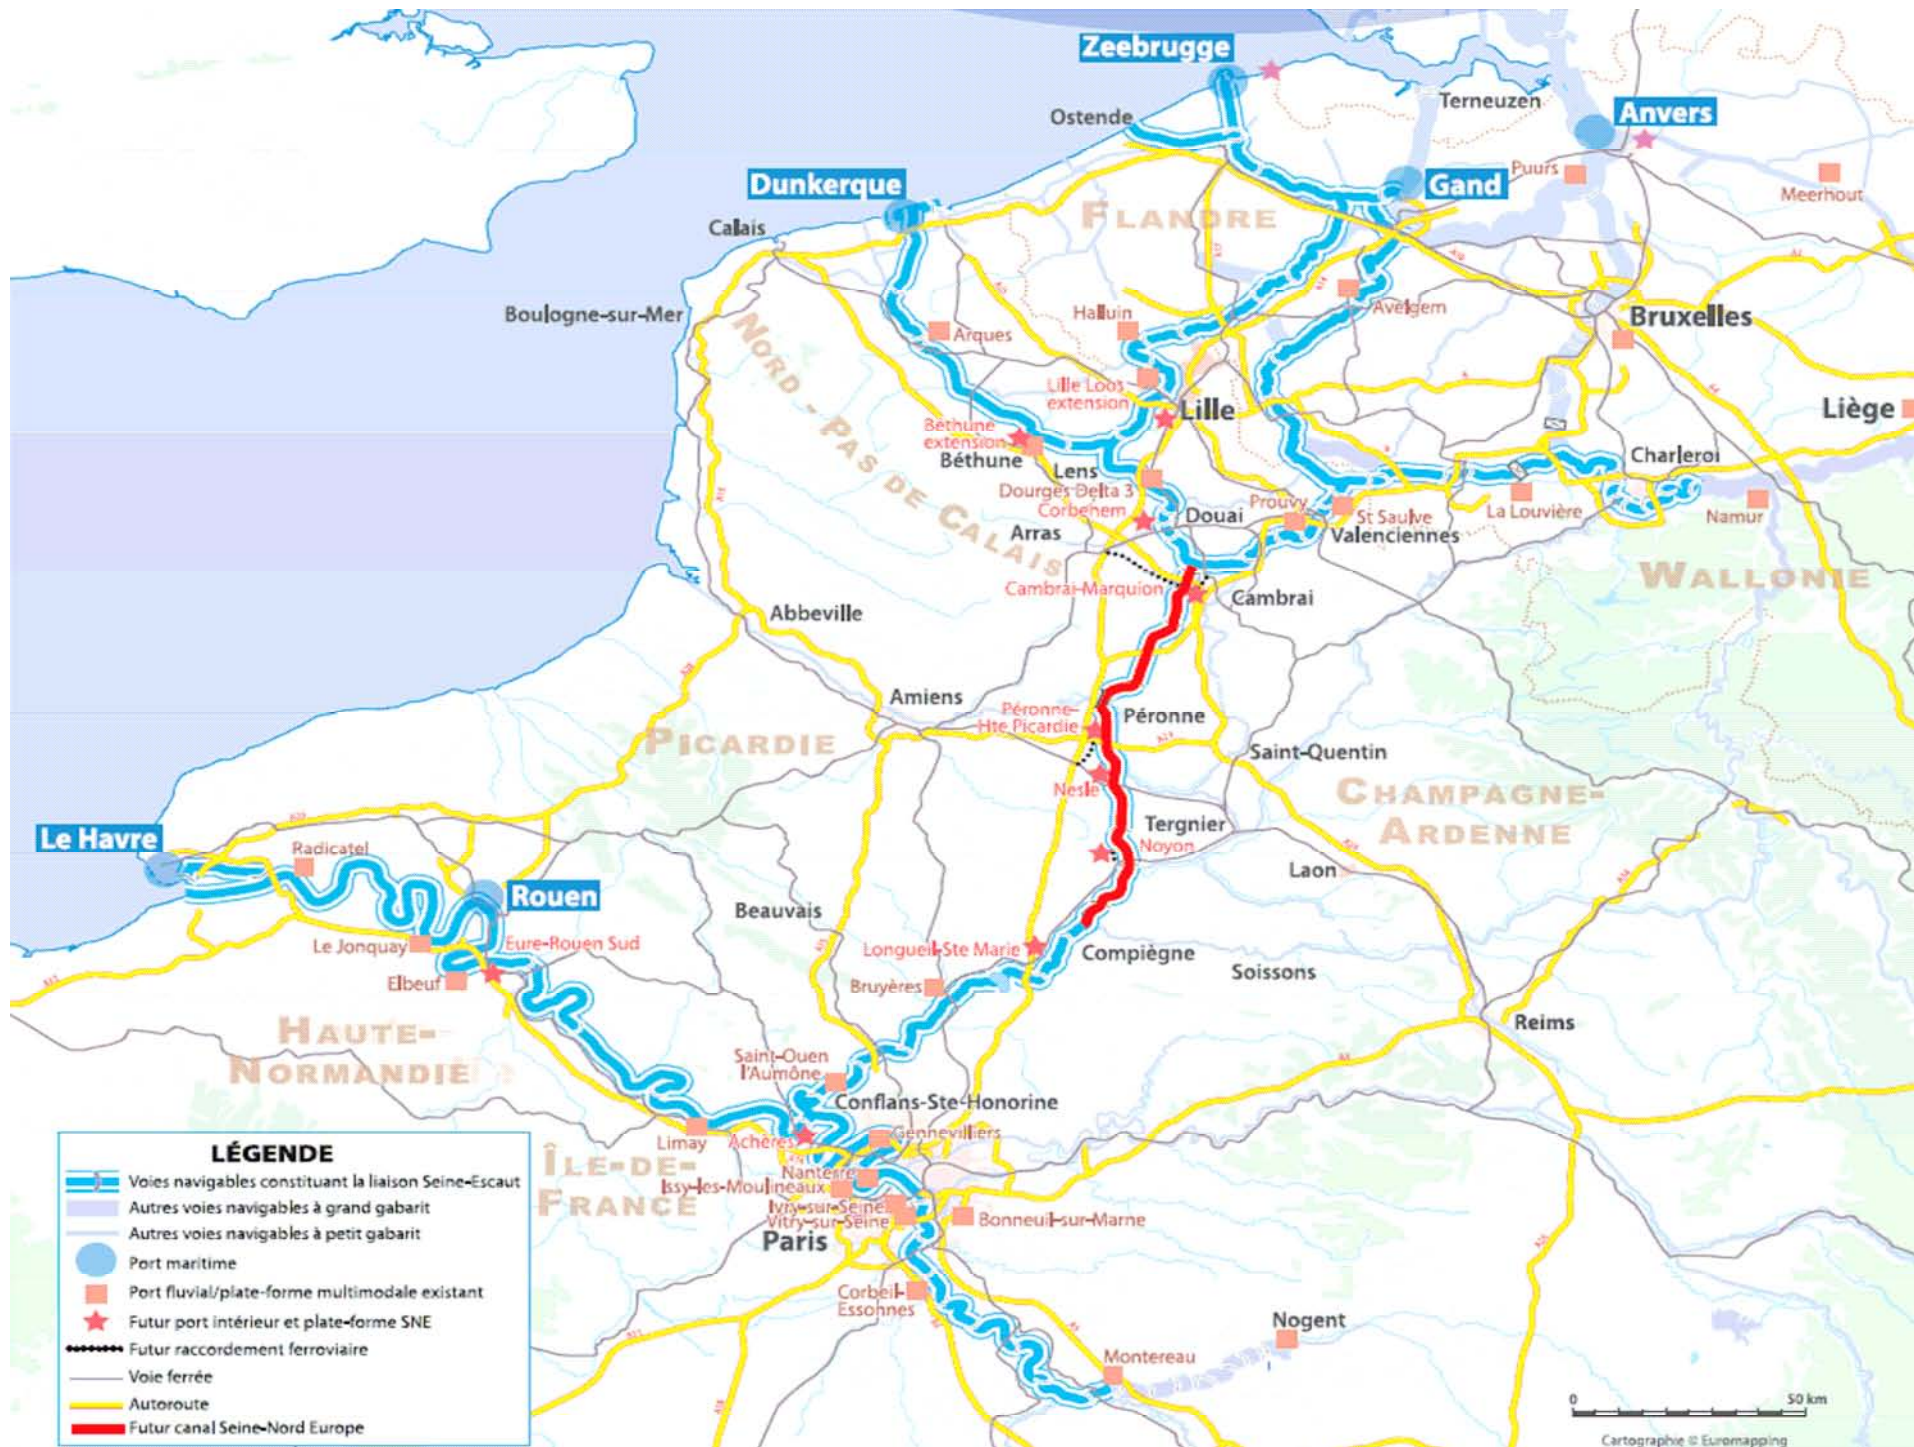 Zeebrugge
Ostende
Terneuzen
Anvers
Dunkerque
Gand
Puurs
Meerhout
Calais
FLANDRE
Boulogne-sur-Mer
Halluin
Avelgem
Bruxelles
Arques
NORD-PAS DE CALAIS
Lille Loos
extension
Lille
Liège
Béthune
extension
Béthune
Lens
Charleroi
Dourges Delta 3
Corbehem
Douai
Prouvy
St Saulve
La Louvière
Namur
Arras
Valenciennes
WALLONIE
Cambrai-Marquion
Cambrai
Abbeville
Amiens
Péronne-
Hte Picardie
Péronne
PICARDIE
Saint-Quentin
Nesle
CHAMPAGNE-
ARDENNE
Le Havre
Radicatel
Tergnier
Noyon
Laon
Rouen
Beauvais
Le Jonquay
Eure-Rouen Sud
Longueil-Ste Marie
Compiègne
Soissons
Elbeuf
Bruyères
HAUTE-
NORMANDIE
Reims
Saint-Ouen
l'Aumône
Conflans-Ste-Honorine
Limay
Achères
Gennevilliers
ÎLE-DE-
FRANCE
Nanterre
Issy-les-Moulineaux
Ivry-sur-Seine
Vitry-sur-Seine
Bonneuil-sur-Marne
Paris
Corbeil-
Essonnes
Nogent
Montereau
LÉGENDE
Voies navigables constituant la liaison Seine-Escaut
Autres voies navigables à grand gabarit
Autres voies navigables à petit gabarit
Port maritime
Port fluvial/plate-forme multimodale existant
Futur port intérieur et plate-forme SNE
Futur raccordement ferroviaire
Voie ferrée
Autoroute
Futur canal Seine-Nord Europe
0 50 km
Cartographie © Euromapping